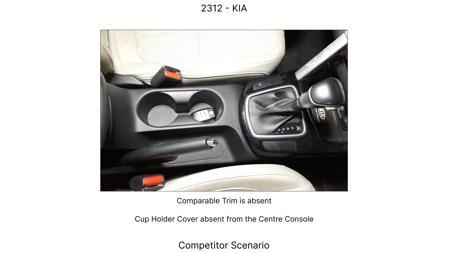 2312 - KIA
Comparable Trim is absent
Cup Holder Cover absent from the Centre Console
Competitor Scenario